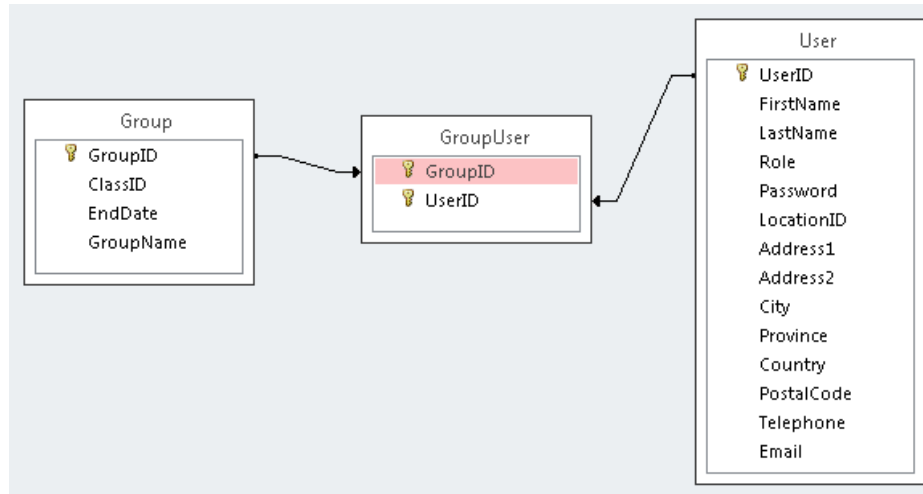 Group
GroupID
ClassID
EndDate
GroupName
GroupUser
GroupID
UserID
User
UserID
FirstName
LastName
Role
Password
LocationID
Address1
Address2
City
Province
Country
PostalCode
Telephone
Email